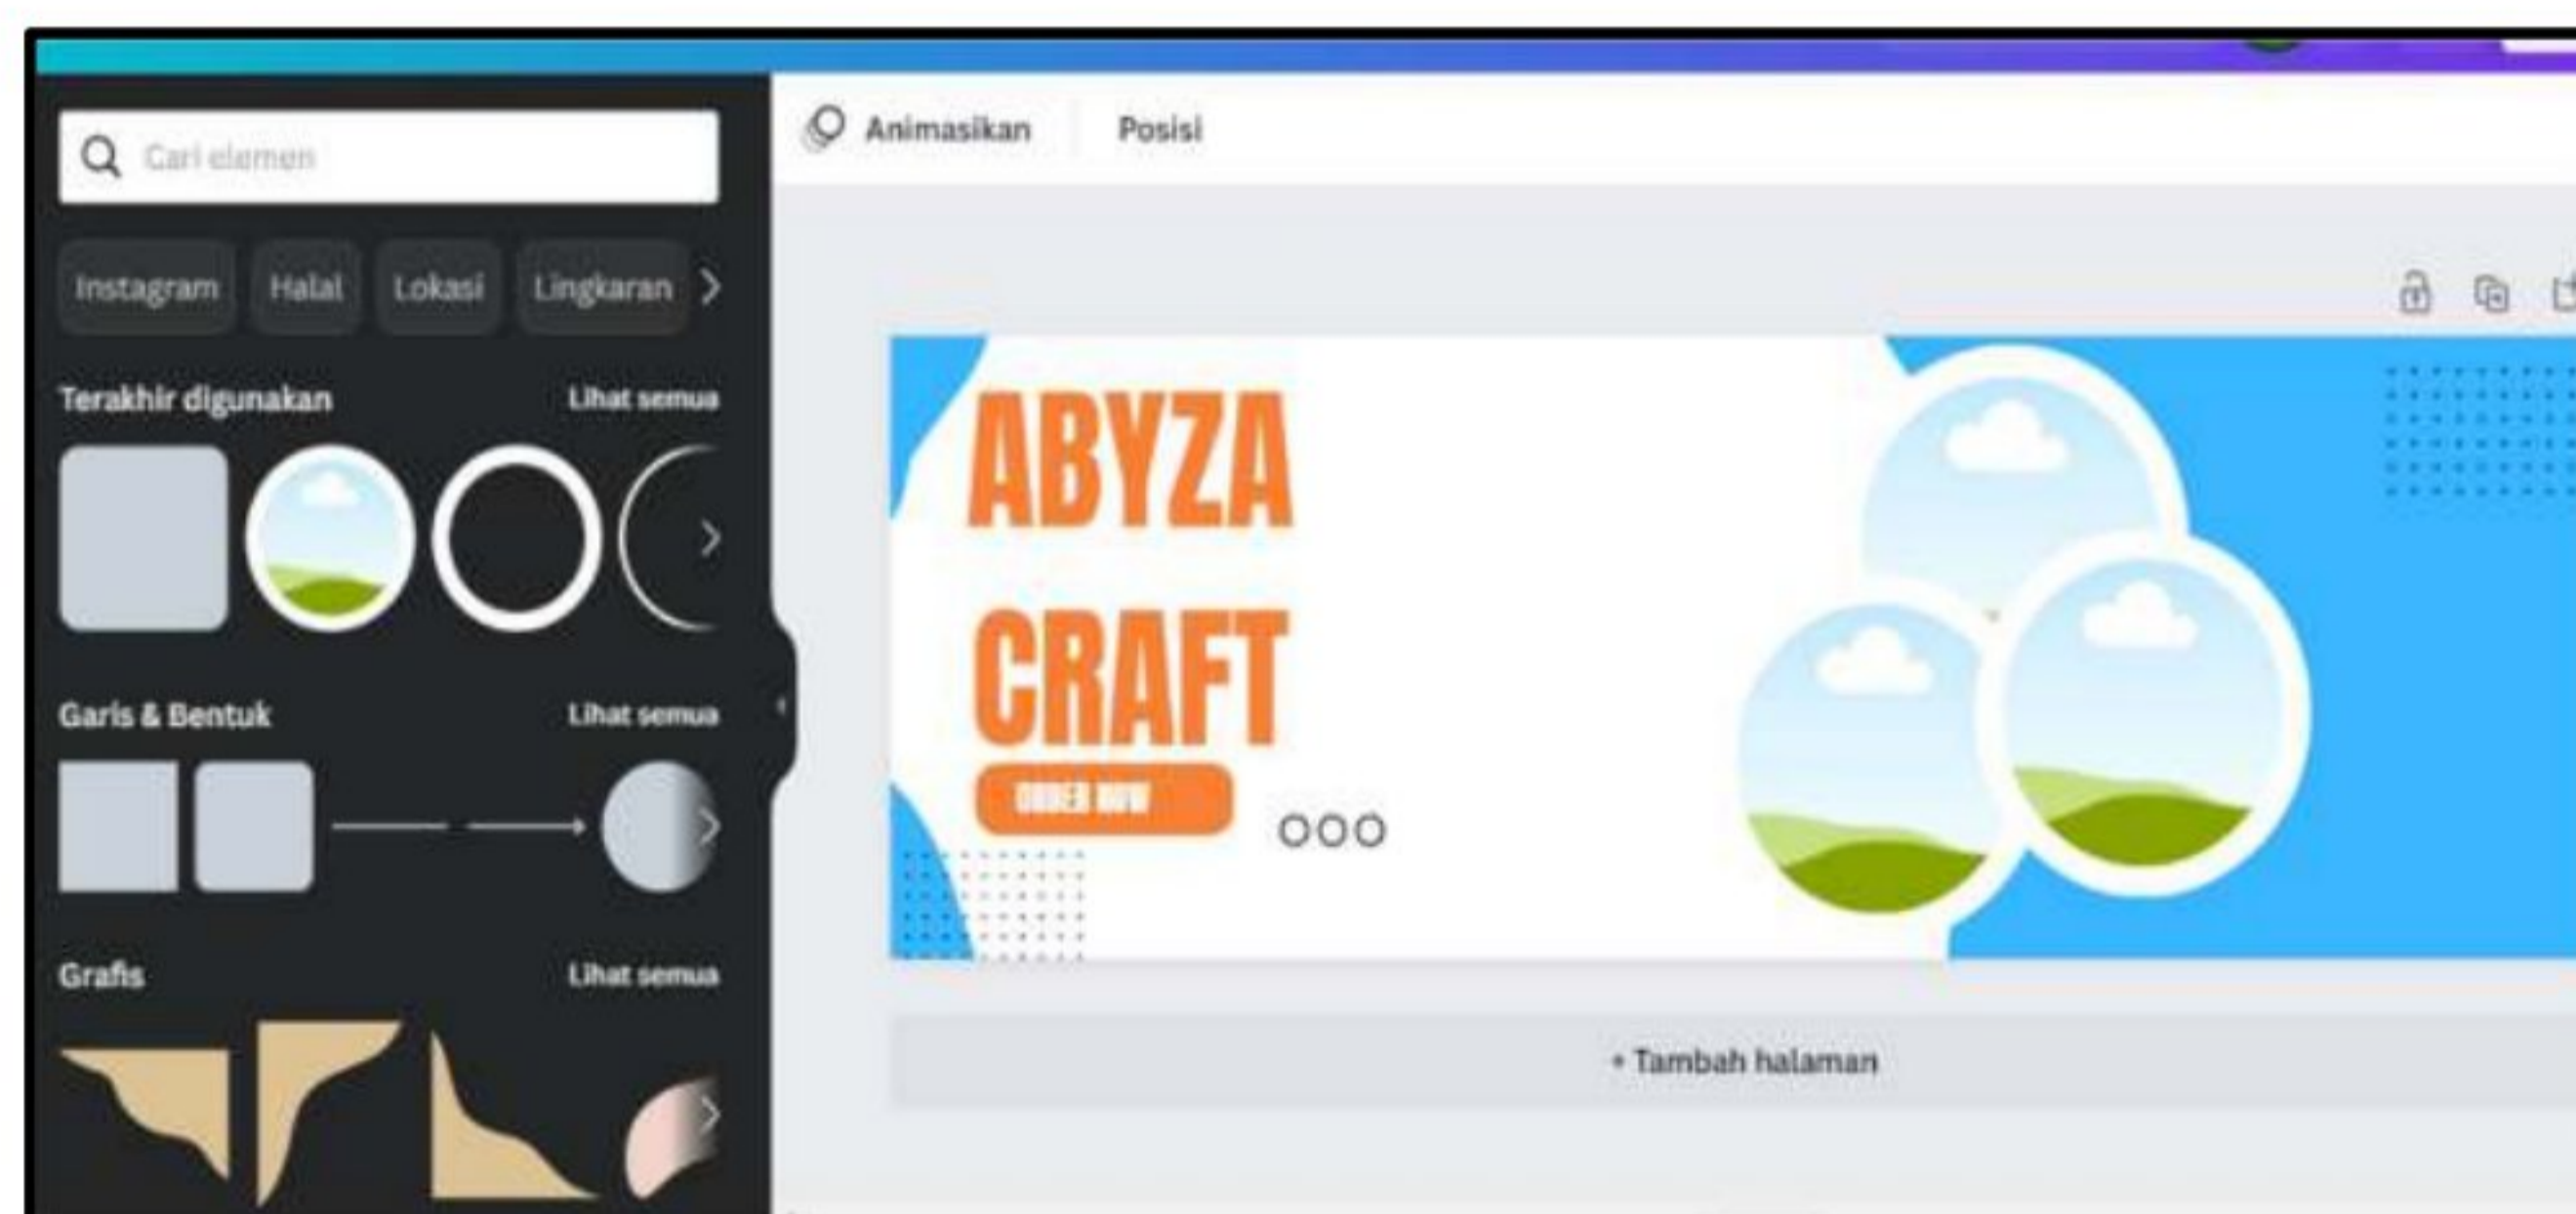 Cari elemen
Animasikan Posisi
Instagram Halal Lokasi Lingkaran
Terakhir digunakan Lihat semua
ABYZA
CRAFT
ORDER NOW
Garis & Bentuk Lihat semua
Grafis Lihat semua
+ Tambah halaman